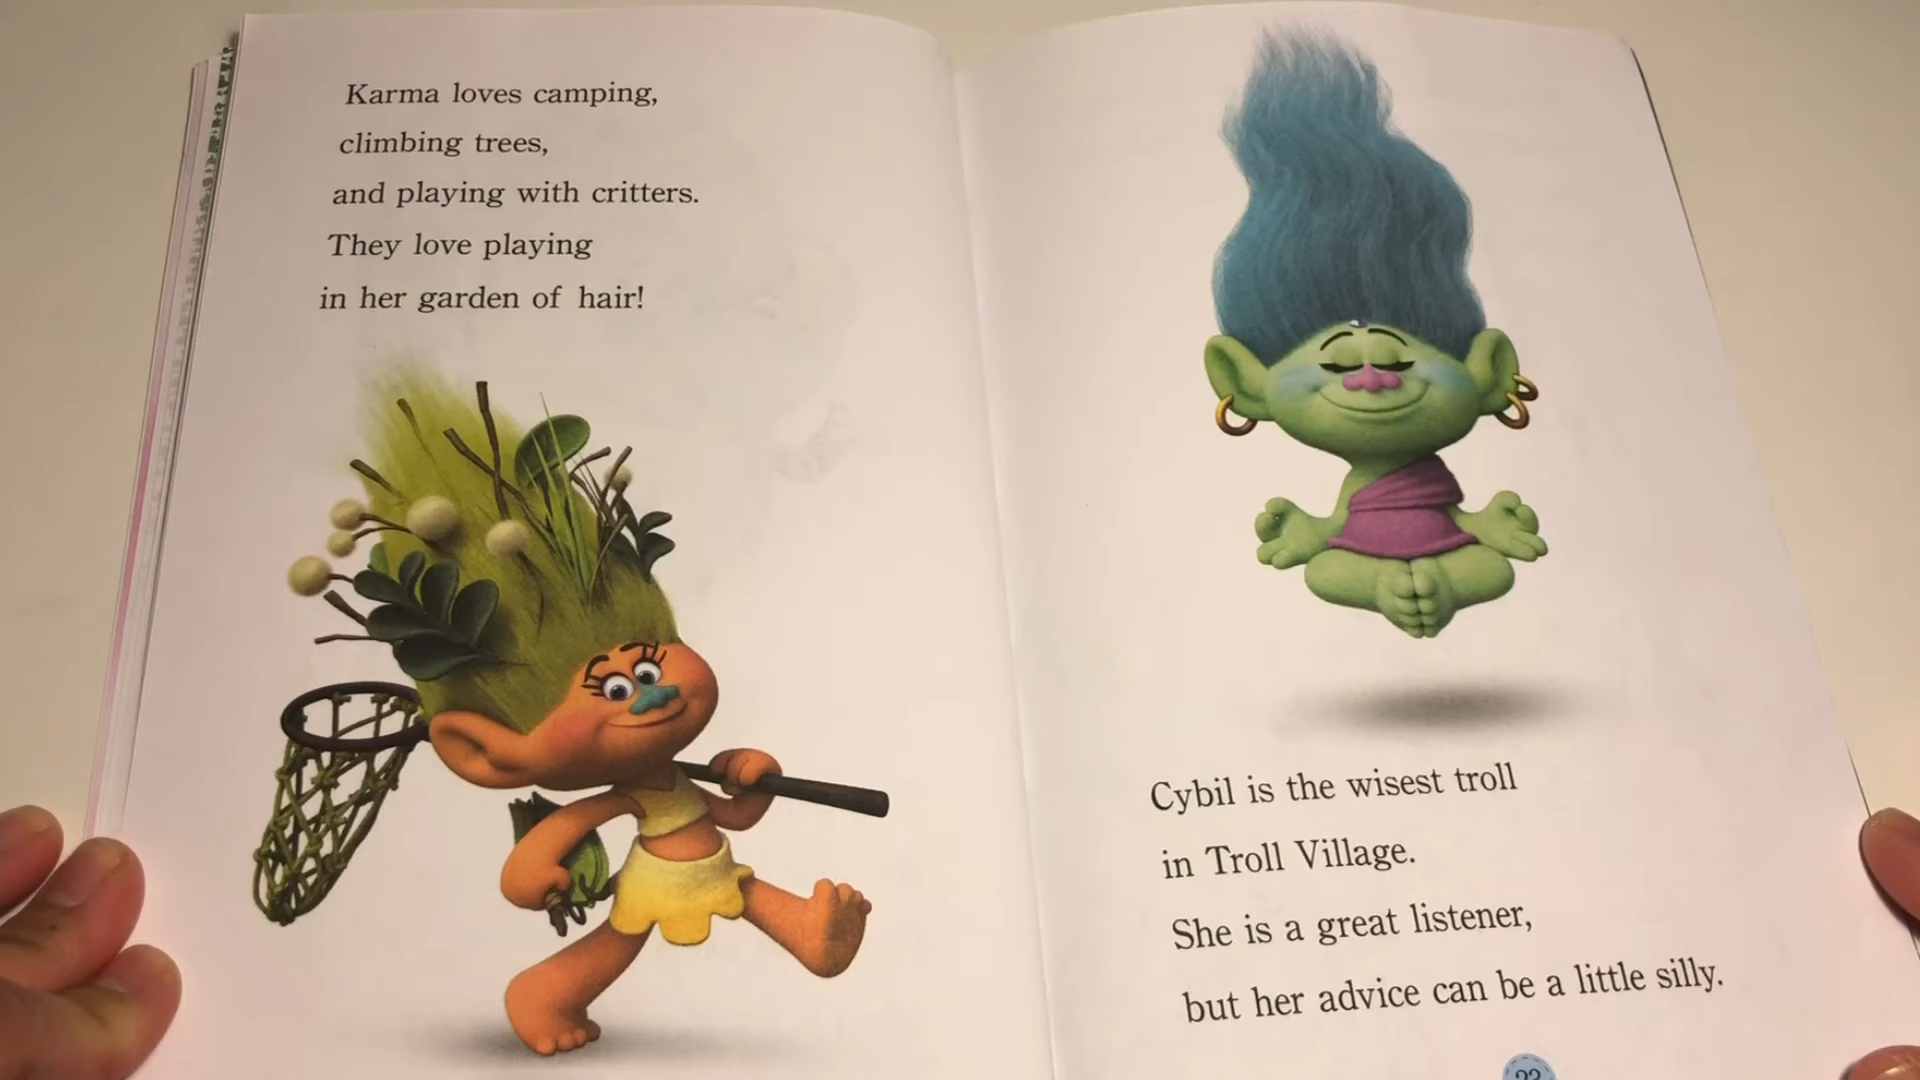 Karma loves camping,
climbing trees,
and playing with critters.
They love playing
in her garden of hair!
Cybil is the wisest troll
in Troll Village.
She is a great listener,
but her advice can be a little silly.